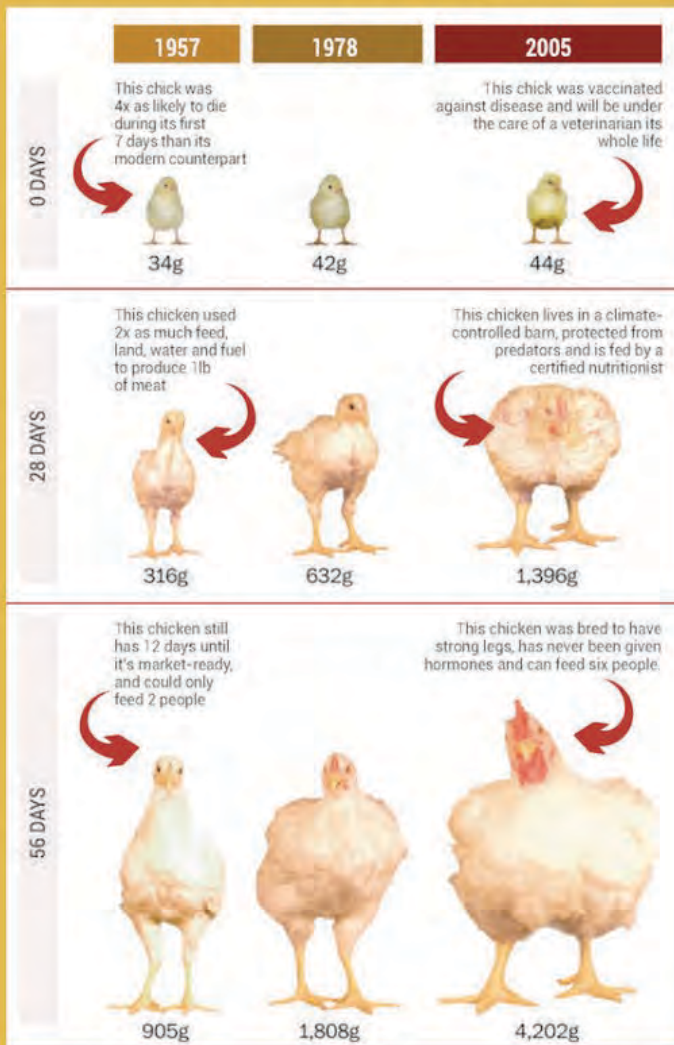 1957
1978
2005
0 DAYS
This chick was
4x as likely to die
during its first
7 days than its
modern counterpart
This chick was vaccinated
against disease and will be under
the care of a veterinarian its
whole life
34g
42g
44g
28 DAYS
This chicken used
2x as much feed,
land, water and fuel
to produce 1lb
of meat
This chicken lives in a climate-
controlled barn, protected from
predators and is fed by a
certified nutritionist
316g
632g
1,396g
56 DAYS
This chicken still
has 12 days until
it's market-ready,
and could only
feed 2 people
This chicken was bred to have
strong legs, has never been given
hormones and can feed six people.
905g
1,808g
4,202g